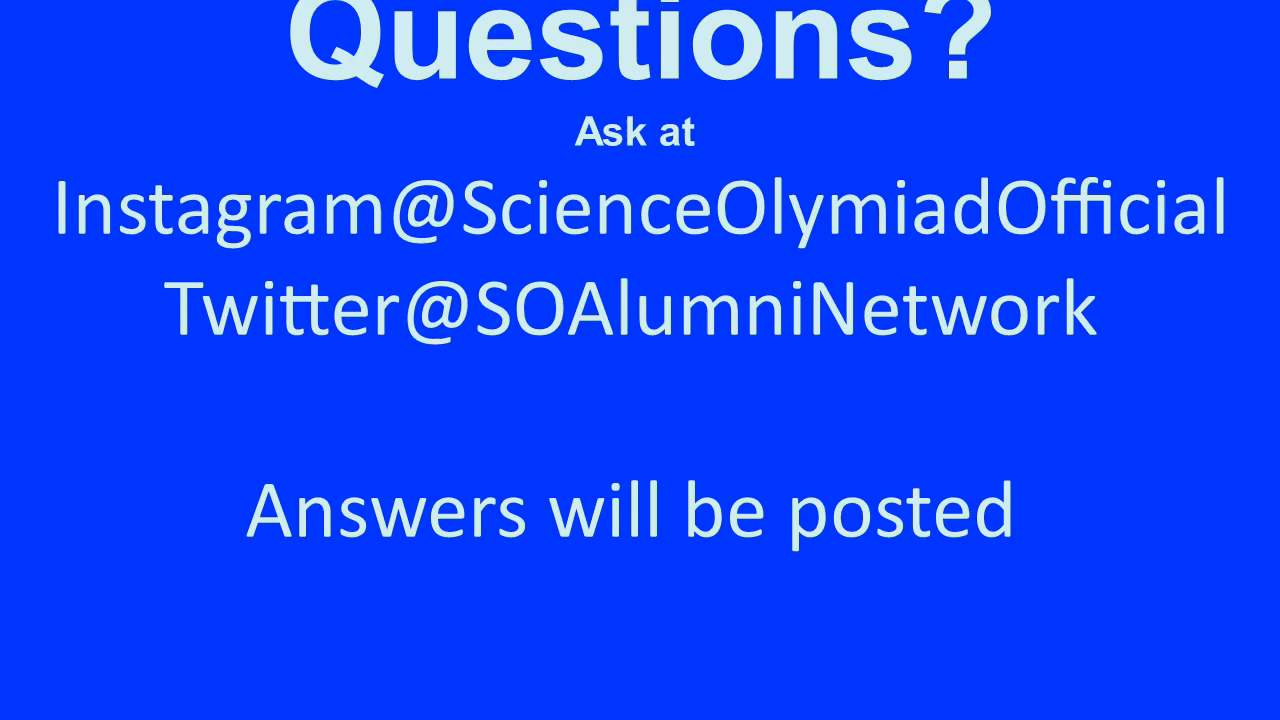 Questions?
Ask at
Instagram@ScienceOlymiadOfficial
Twitter@SOAlumniNetwork
Answers will be posted